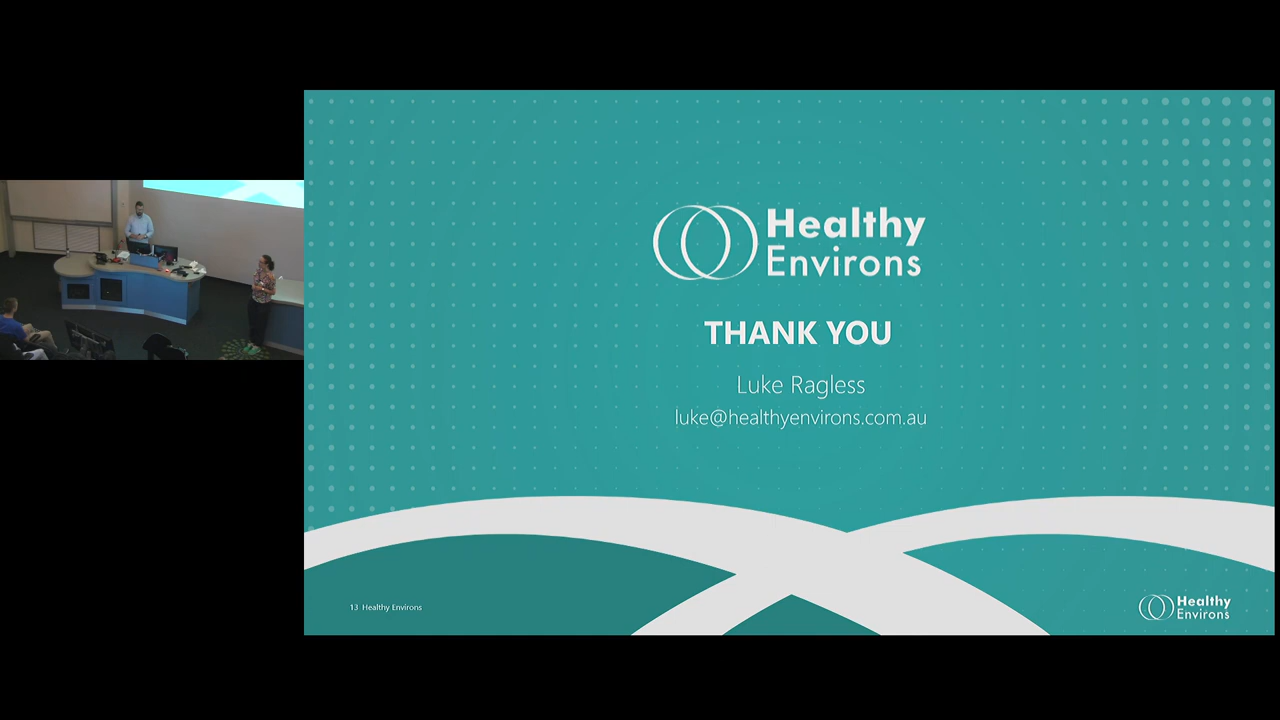 Healthy
Environs
THANK YOU
Luke Ragless
luke@healthyenvirons.com.au
13 Healthy Environs
Healthy
Environs